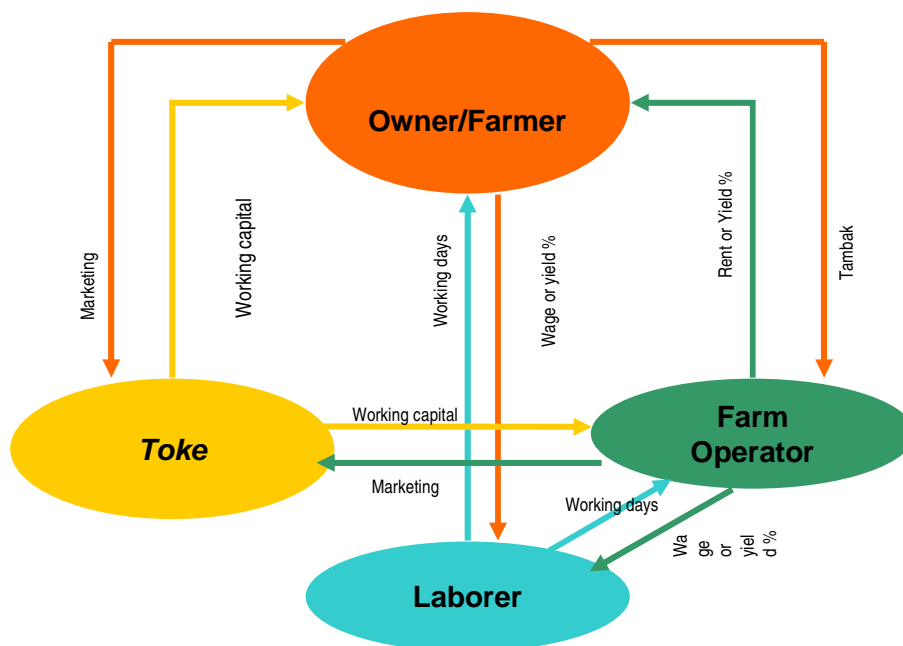 Owner/Farmer
Marketing
Working capital
Working days
Wage or yield %
Rent or Yield %
Tambak
Working capital
Toke
Farm
Operator
Marketing
Working days
Wa
ge
or
yiel
d %
Laborer